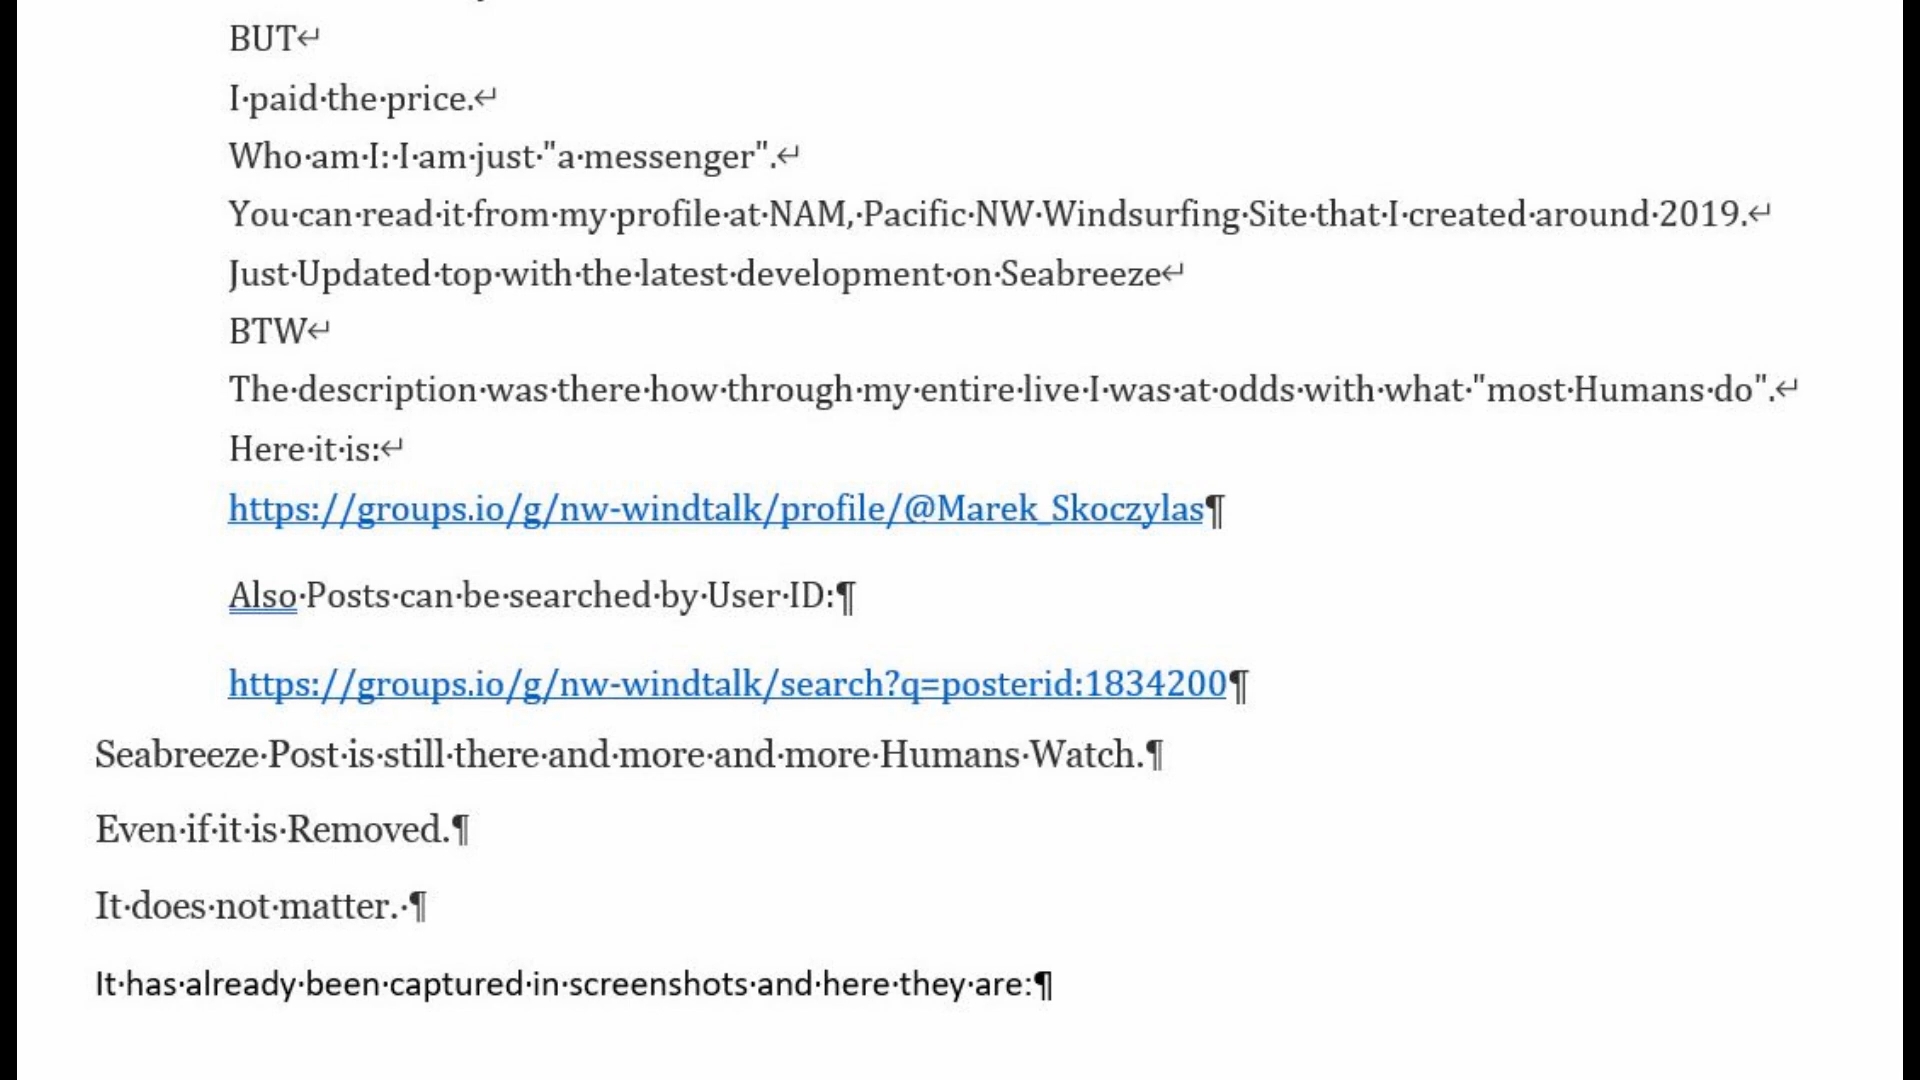 BUT↵
I·paid·the·price.↵
Who·am·I:·I·am·just·"a·messenger".↵
You·can·read·it·from·my·profile·at·NAM,·Pacific·NW·Windsurfing·Site·that·I·created·around·2019.↵
Just·Updated·top·with·the·latest·development·on·Seabreeze↵
BTW↵
The·description·was·there·how·through·my·entire·live·I·was·at·odds·with·what·"most·Humans·do".↵
Here·it·is:↵
https://groups.io/g/nw-windtalk/profile/@Marek_Skoczylas¶
Also·Posts·can·be·searched·by·User·ID:¶
https://groups.io/g/nw-windtalk/search?q=posterid:1834200¶
Seabreeze·Post·is·still·there·and·more·and·more·Humans·Watch.¶
Even·if·it·is·Removed.¶
It·does·not·matter.·¶
It·has·already·been·captured·in·screenshots·and·here·they·are:¶